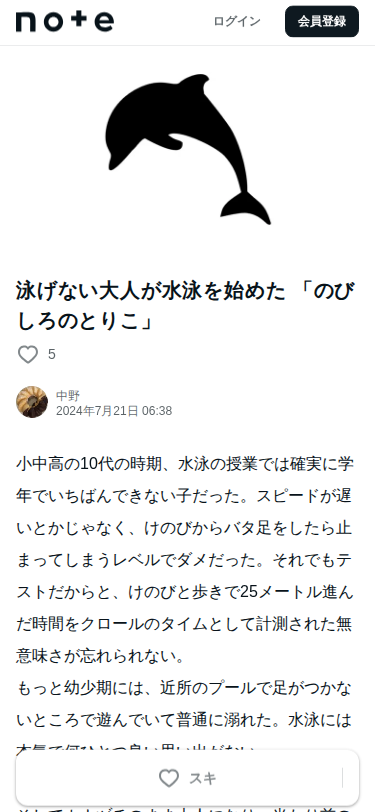 note
ログイン
会員登録
泳げない大人が水泳を始めた 「のび
しろのとりこ」
5
中野
2024年7月21日 06:38
小中高の10代の時期、水泳の授業では確実に学
年でいちばんできない子だった。スピードが遅
いとかじゃなく、けのびからバタ足をしたら止
まってしまうレベルでダメだった。それでもテ
ストだからと、けのびと歩きで25メートル進ん
だ時間をクロールのタイムとして計測された無
意味さが忘れられない。
もっと幼少期には、近所のプールで足がつかな
いところで遊んでいて普通に溺れた。水泳には
スキ